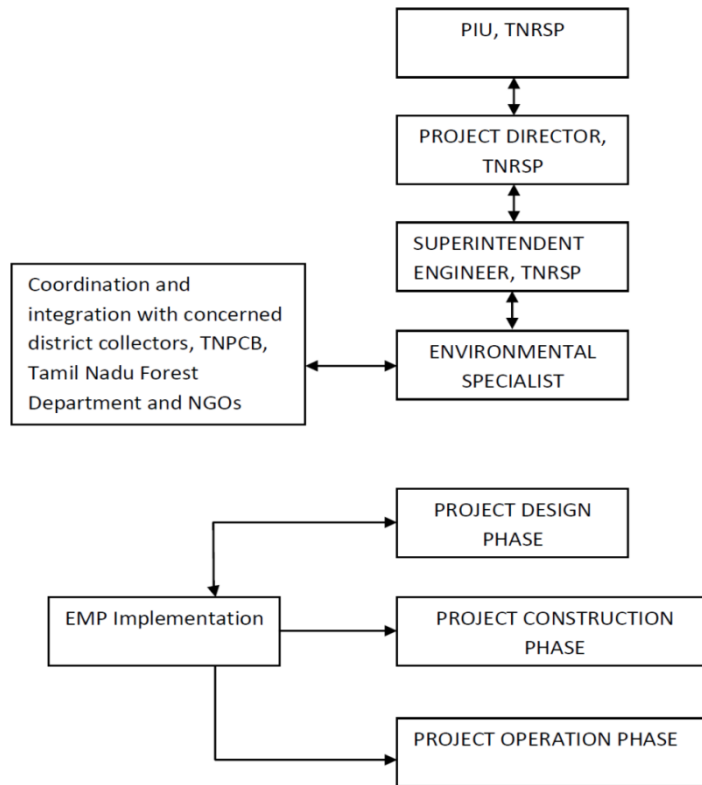 PIU, TNRSP
PROJECT DIRECTOR,
TNRSP
SUPERINTENDENT
ENGINEER, TNRSP
Coordination and
integration with concerned
district collectors, TNPCB,
Tamil Nadu Forest
Department and NGOs
ENVIRONMENTAL
SPECIALIST
PROJECT DESIGN
PHASE
EMP Implementation
PROJECT CONSTRUCTION
PHASE
PROJECT OPERATION PHASE